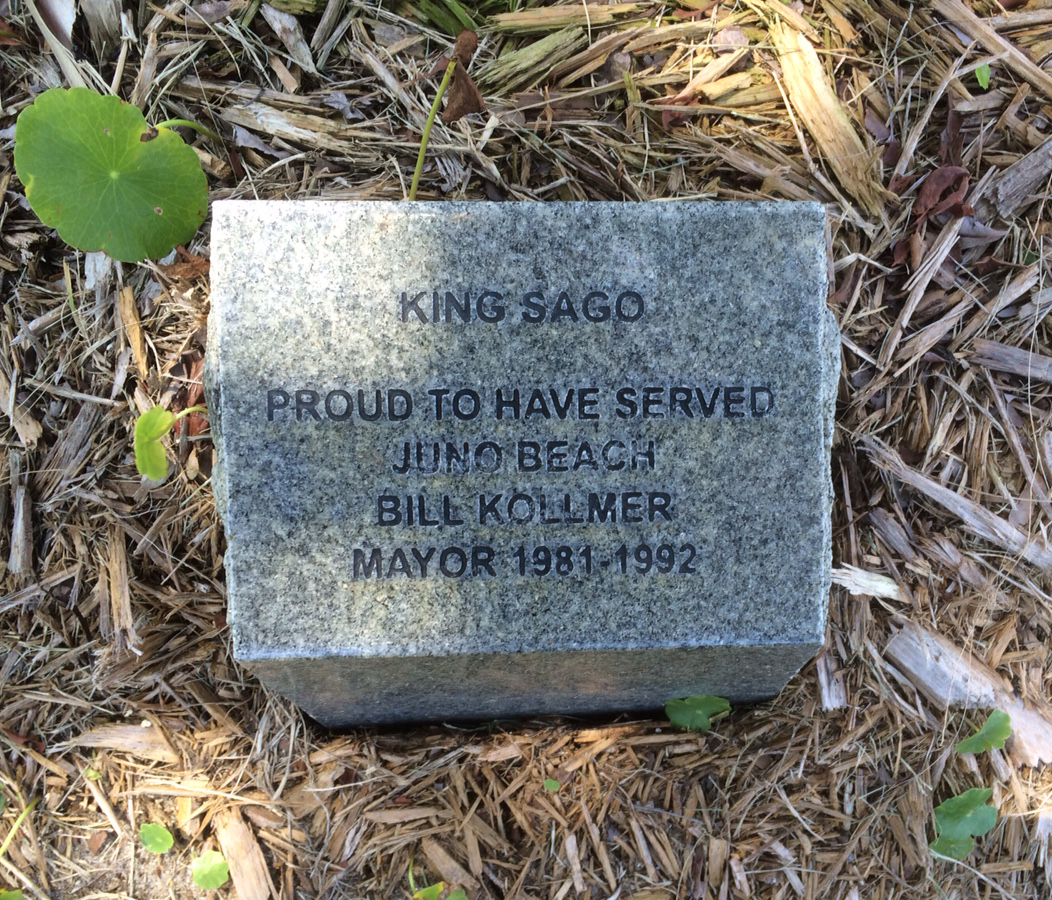 KING SAGO
PROUD TO HAVE SERVED
JUNO BEACH
BILL KOLLMER
MAYOR 1981-1992